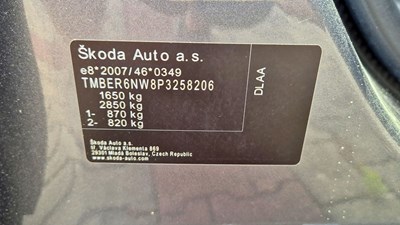 Škoda Auto a.s.
e8*2007/46*0349
TMBER6NW8P3258206
1650 kg
2850 kg
1- 870 kg
2- 820 kg
DLAA
Škoda Auto a.s.
tř. Václava Klementa 869
29301 Mladá Boleslav, Czech Republic
www.skoda-auto.com